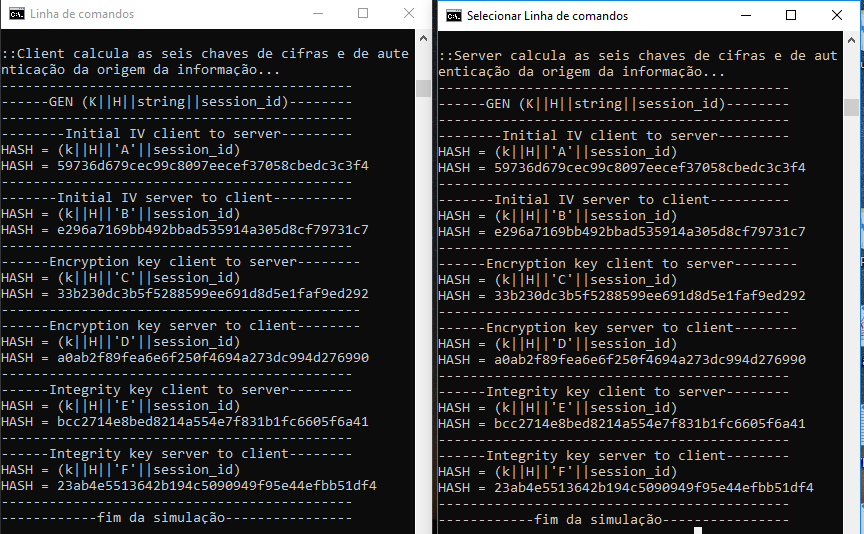 Linha de comandos
::Client calcula as seis chaves de cifras e de aute
nticação da origem da informação...
--------------------------------------------
------GEN (K||H||string||session_id)--------
--------------------------------------------
--------Initial IV client to server---------
HASH = (k||H||'A'||session_id)
HASH = 59736d679cec99c8097eecef37058cbedc3c3f4
--------------------------------------------
-------Initial IV server to client----------
HASH = (k||H||'B'||session_id)
HASH = e296a7169bb492bbad535914a305d8cf79731c7
--------------------------------------------
------Encryption key client to server--------
HASH = (k||H||'C'||session_id)
HASH = 33b230dc3b5f5288599ee691d8d5e1faf9ed292
---------------------------------------------
------Encryption key server to client--------
HASH = (k||H||'D'||session_id)
HASH = a0ab2f89fea6e6f250f4694a273dc994d276990
--------------------------------------------
------Integrity key client to server--------
HASH = (k||H||'E'||session_id)
HASH = bcc2714e8bed8214a554e7f831b1fc6605f6a41
--------------------------------------------
------Integrity key server to client--------
HASH = (k||H||'F'||session_id)
HASH = 23ab4e5513642b194c5090949f95e44efbb51df4
--------------------------------------------
------------fim da simulação----------------
Selecionar Linha de comandos
::Server calcula as seis chaves de cifras e de aut
enticação da origem da informação...
--------------------------------------------
------GEN (K||H||string||session_id)--------
--------------------------------------------
--------Initial IV client to server---------
HASH = (k||H||'A'||session_id)
HASH = 59736d679cec99c8097eecef37058cbedc3c3f4
--------------------------------------------
-------Initial IV server to client----------
HASH = (k||H||'B'||session_id)
HASH = e296a7169bb492bbad535914a305d8cf79731c7
--------------------------------------------
------Encryption key client to server--------
HASH = (k||H||'C'||session_id)
HASH = 33b230dc3b5f5288599ee691d8d5e1faf9ed292
--------------------------------------------
------Encryption key server to client--------
HASH = (k||H||'D'||session_id)
HASH = a0ab2f89fea6e6f250f4694a273dc994d276990
--------------------------------------------
------Integrity key client to server--------
HASH = (k||H||'E'||session_id)
HASH = bcc2714e8bed8214a554e7f831b1fc6605f6a41
--------------------------------------------
------Integrity key server to client--------
HASH = (k||H||'F'||session_id)
HASH = 23ab4e5513642b194c5090949f95e44efbb51df4
--------------------------------------------
------------fim da simulação----------------